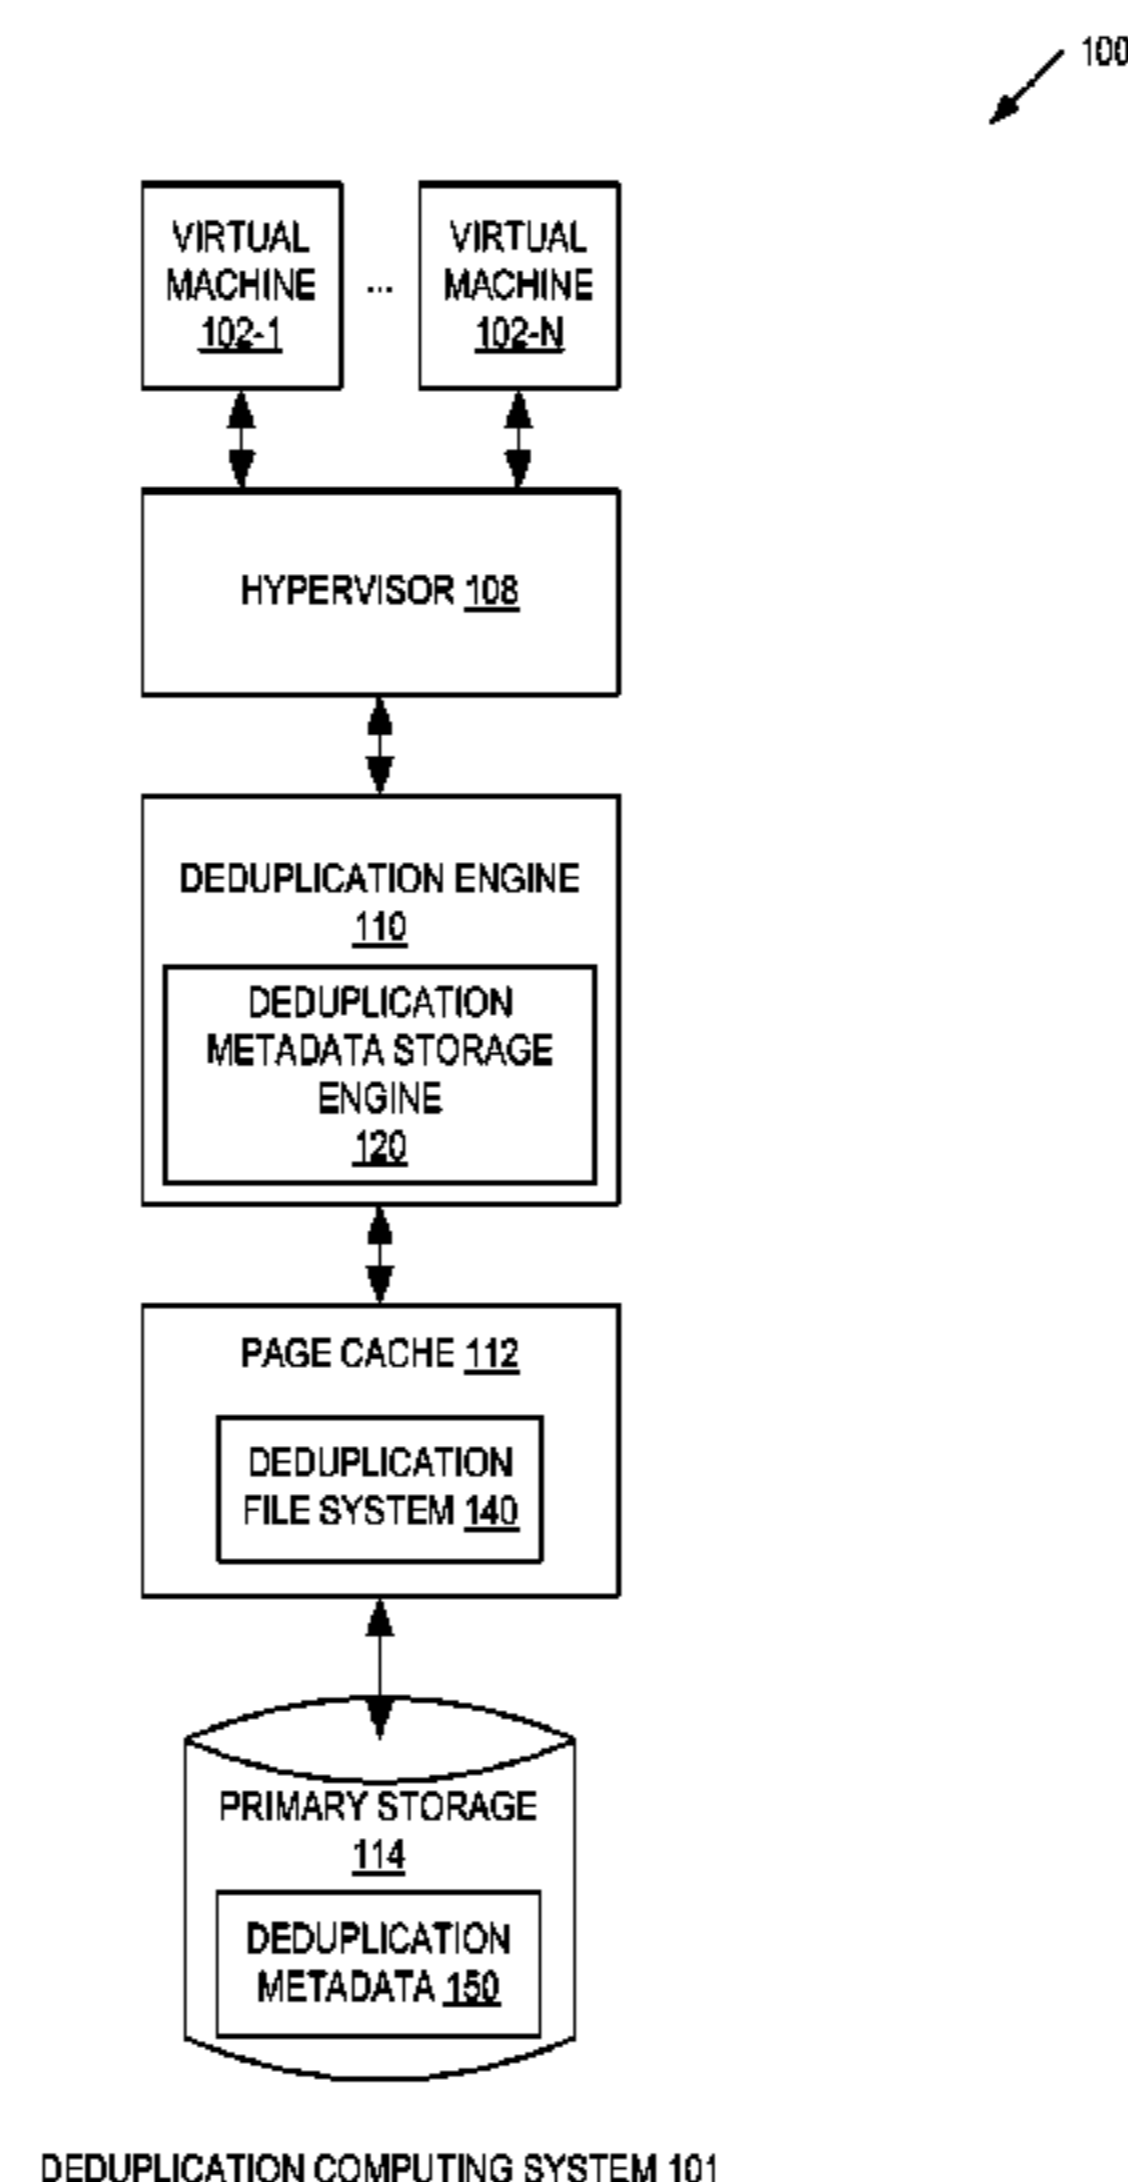 100
VIRTUAL
MACHINE
102-1
...
VIRTUAL
MACHINE
102-N
HYPERVISOR 108
DEDUPLICATION ENGINE
110
DEDUPLICATION
METADATA STORAGE
ENGINE
120
PAGE CACHE 112
DEDUPLICATION
FILE SYSTEM 140
PRIMARY STORAGE
114
DEDUPLICATION
METADATA 150
DEDUPLICATION COMPUTING SYSTEM 101